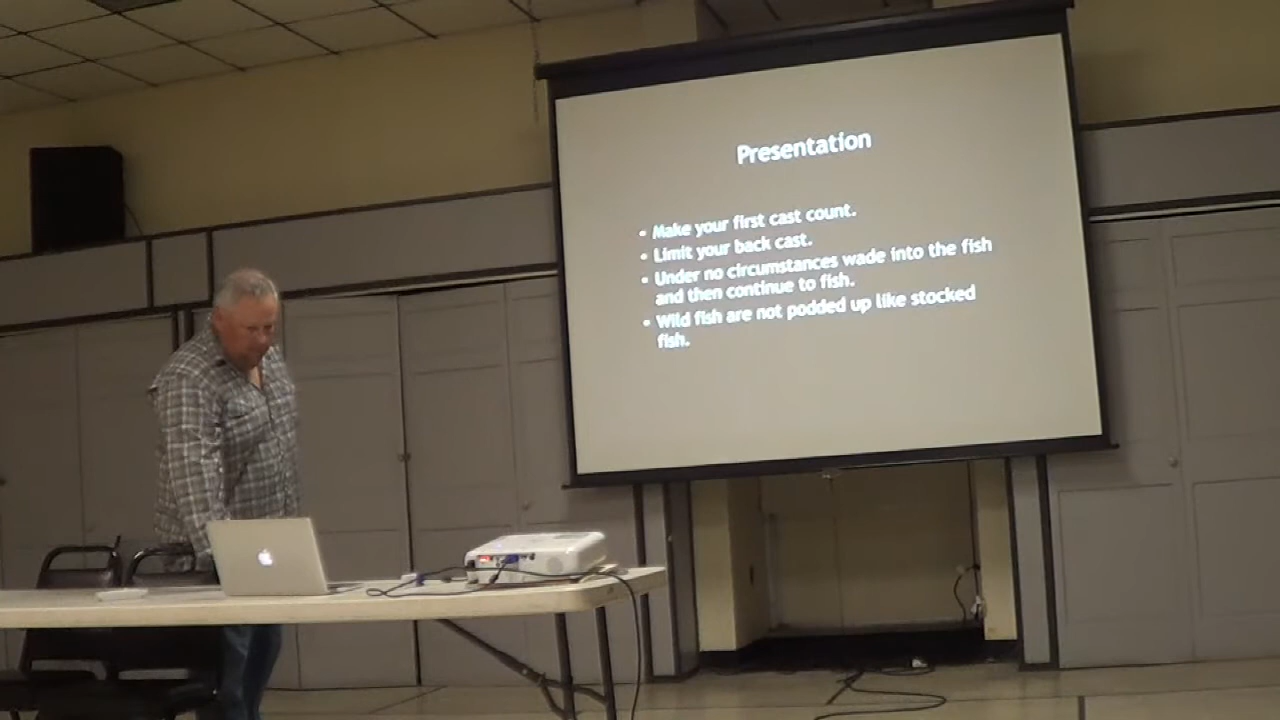 Presentation
• Make your first cast count.
• Limit your back cast.
• Under no circumstances wade into the fish
and then continue to fish.
• Wild fish are not podded up like stocked
fish.